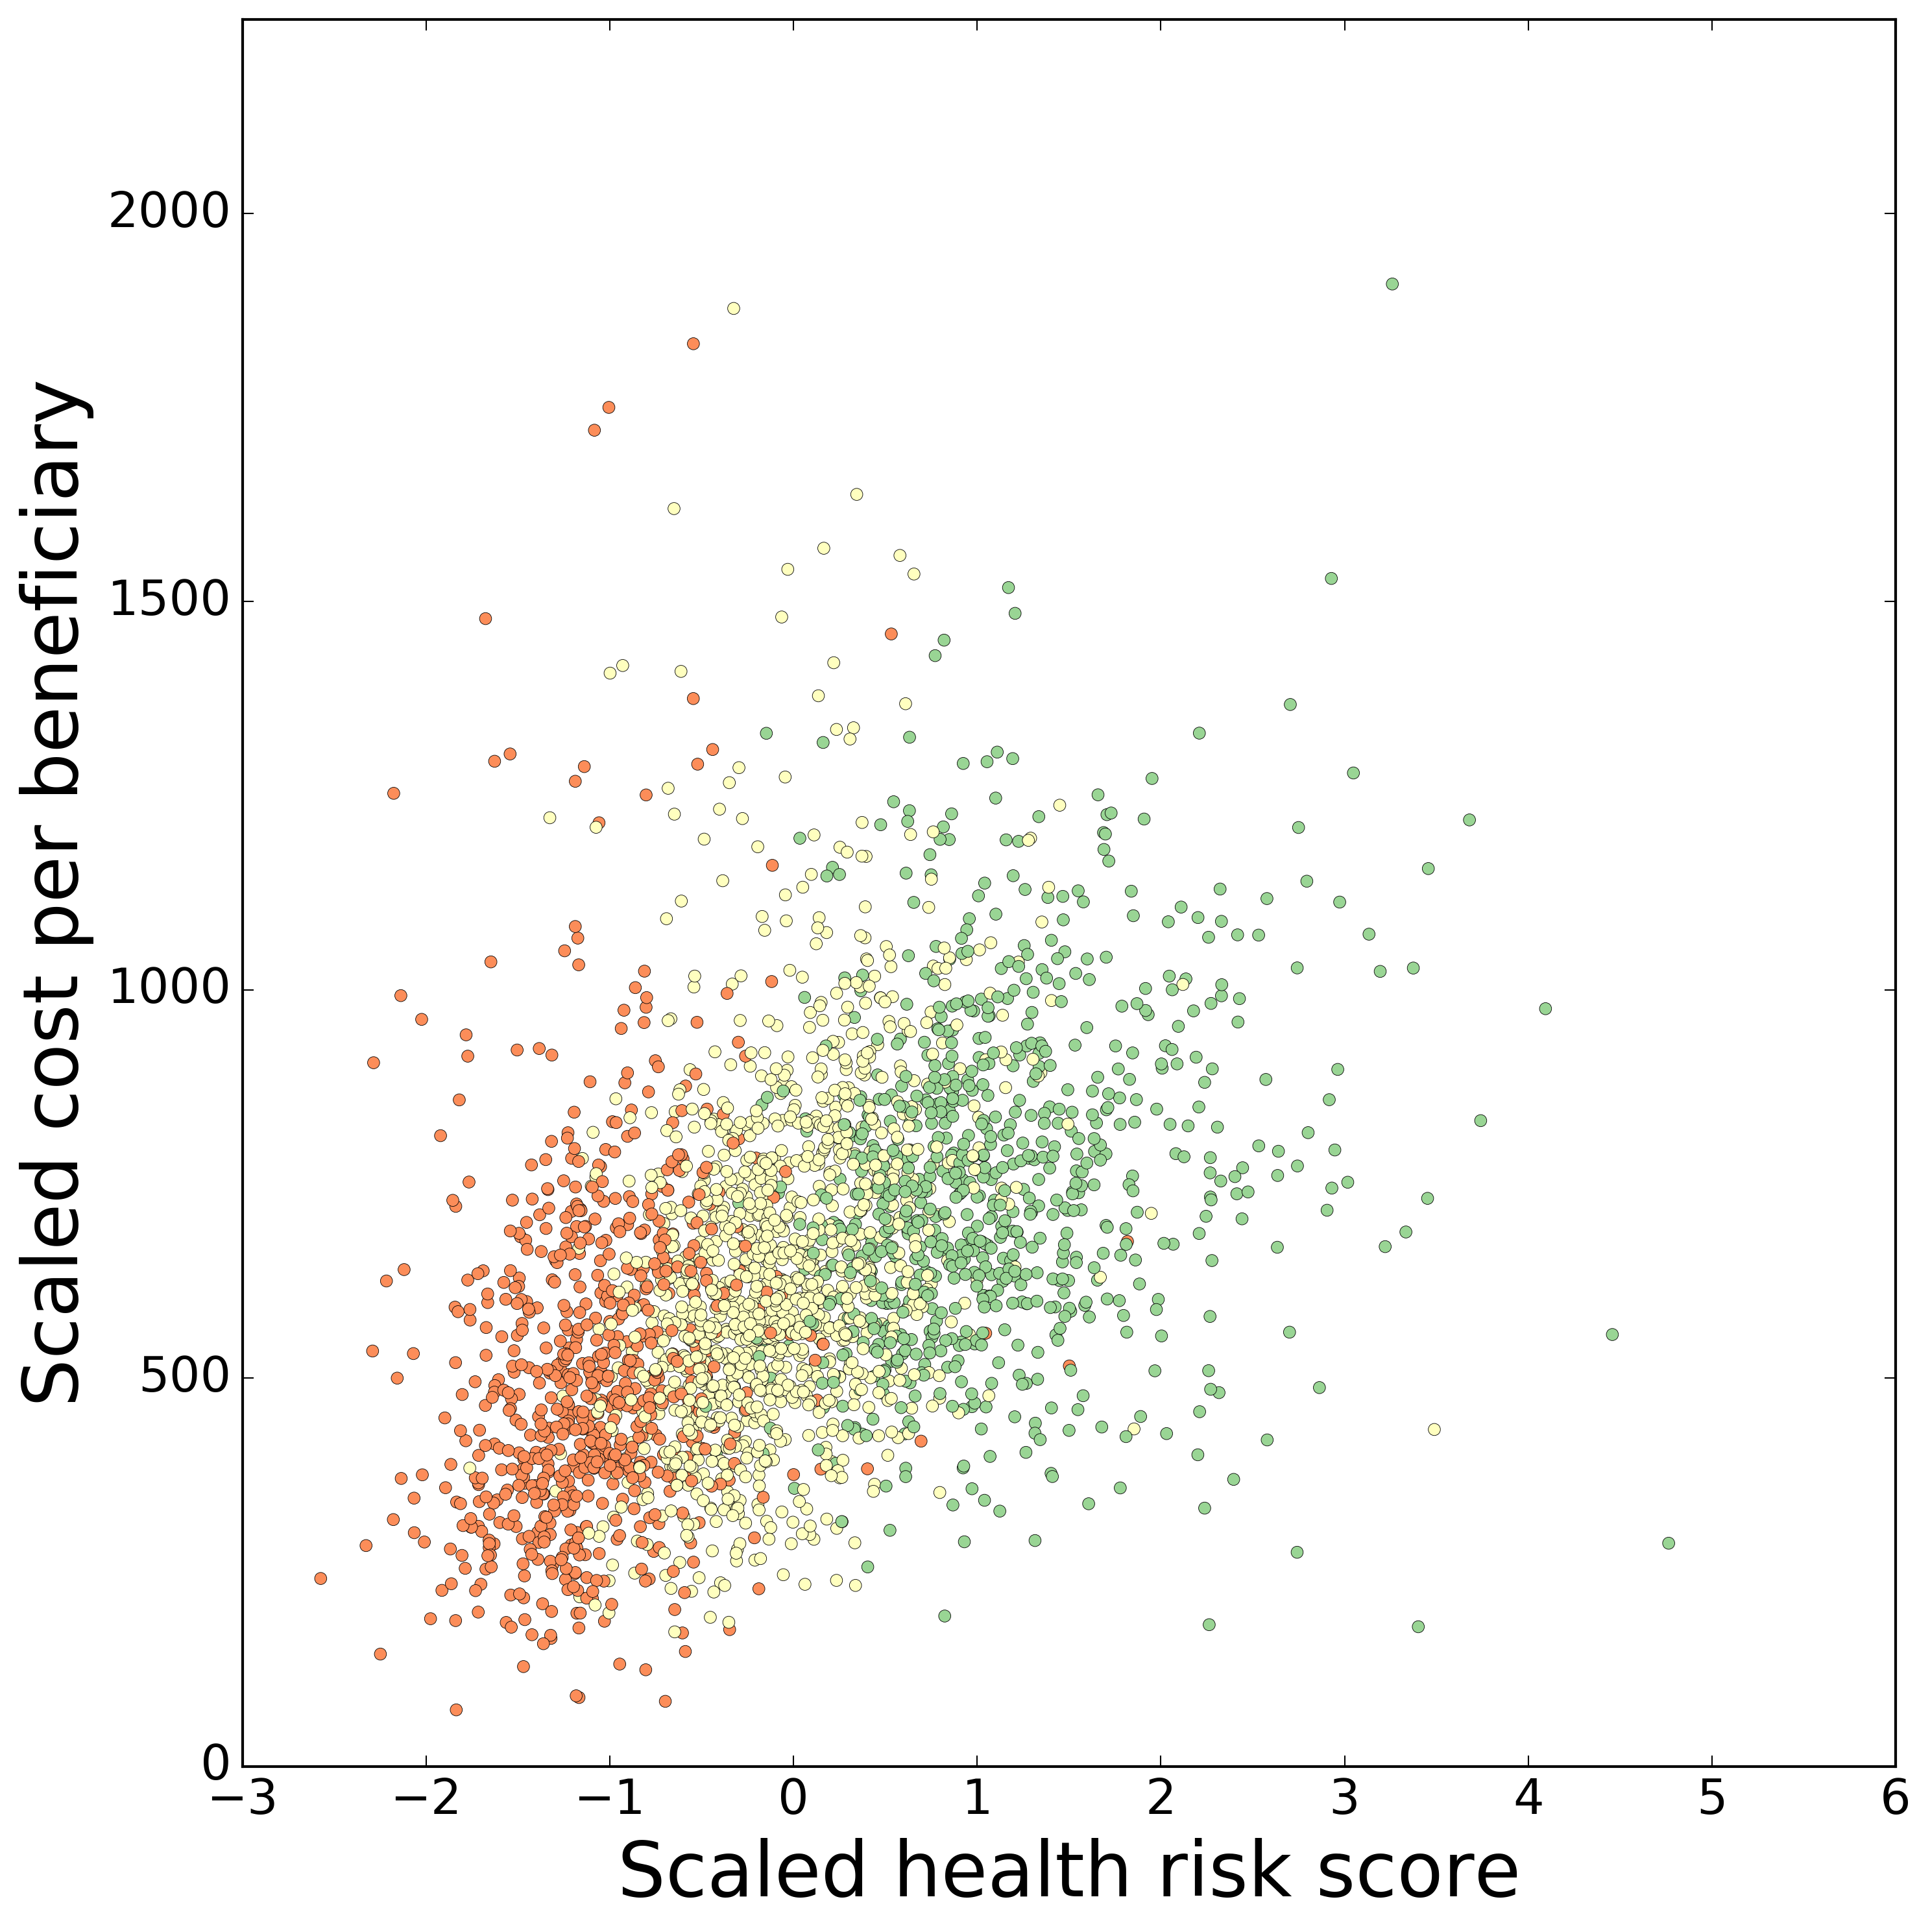 Scaled cost per beneficiary
2000
1500
1000
500
0
−3 −2 −1 0 1 2 3 4 5 6
Scaled health risk score